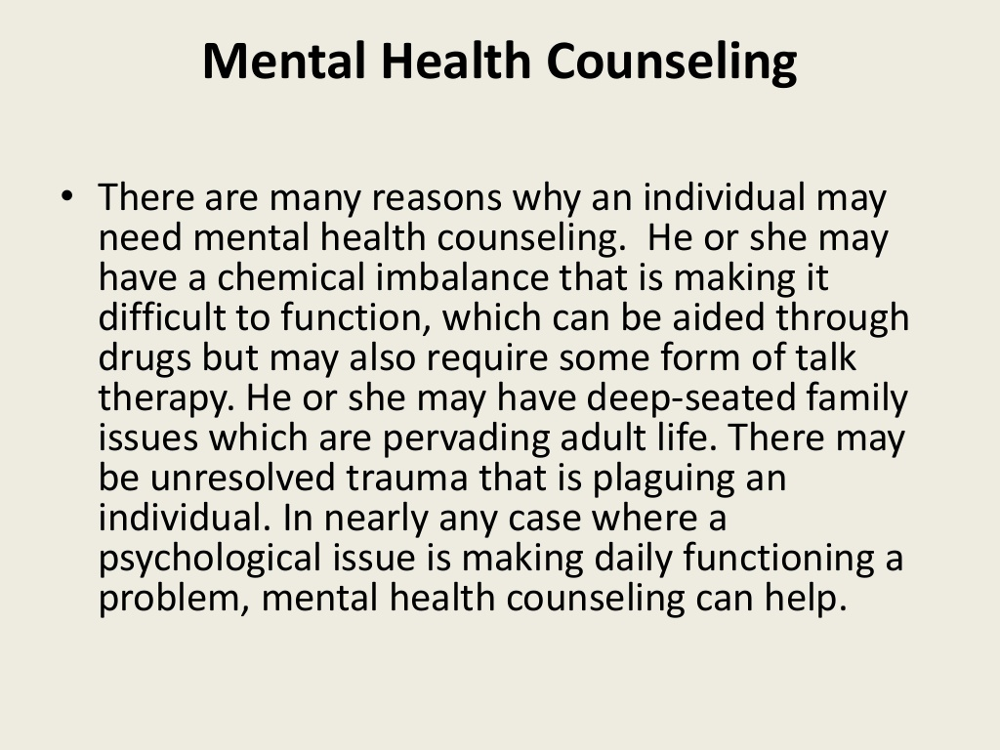 Mental Health Counseling
• There are many reasons why an individual may
need mental health counseling.  He or she may
have a chemical imbalance that is making it
difficult to function, which can be aided through
drugs but may also require some form of talk
therapy. He or she may have deep-seated family
issues which are pervading adult life. There may
be unresolved trauma that is plaguing an
individual. In nearly any case where a
psychological issue is making daily functioning a
problem, mental health counseling can help.